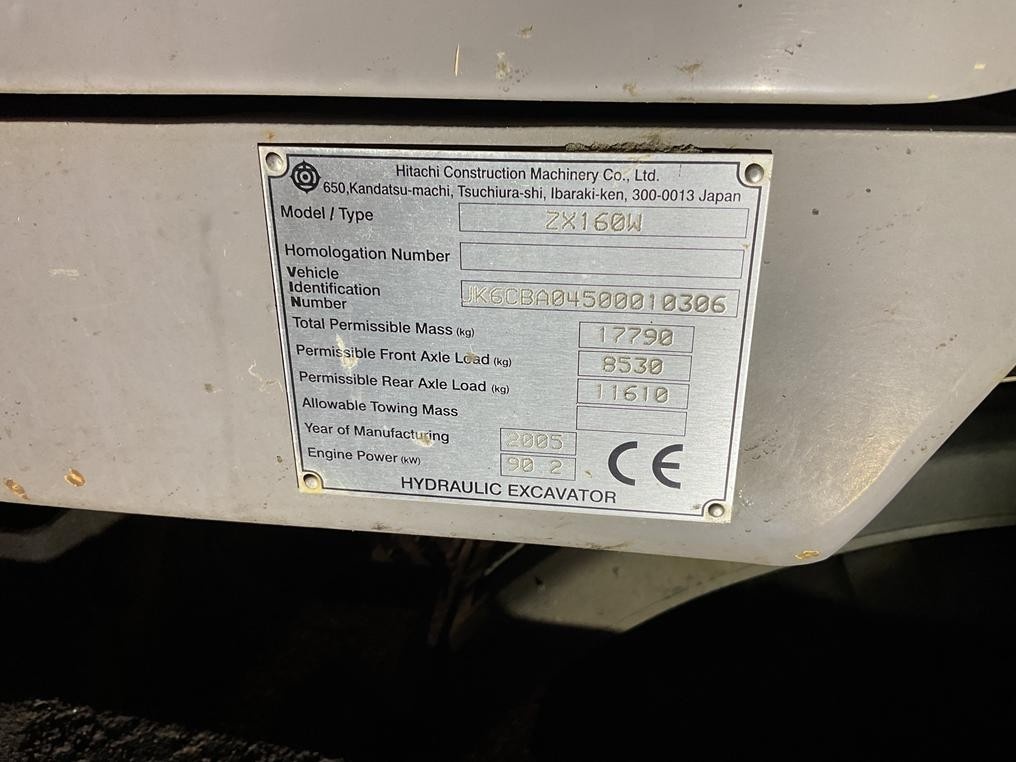 Hitachi Construction Machinery Co., Ltd.
650,Kandatsu-machi, Tsuchiura-shi, Ibaraki-ken, 300-0013 Japan
Model / Type ZX160W
Homologation Number
Vehicle
Identification
Number JK6CBA04500010306
Total Permissible Mass (kg) 17790
Permissible Front Axle Load (kg) 8530
Permissible Rear Axle Load (kg) 11610
Allowable Towing Mass
Year of Manufacturing 2005
Engine Power (kW) 90 2
CE
HYDRAULIC EXCAVATOR